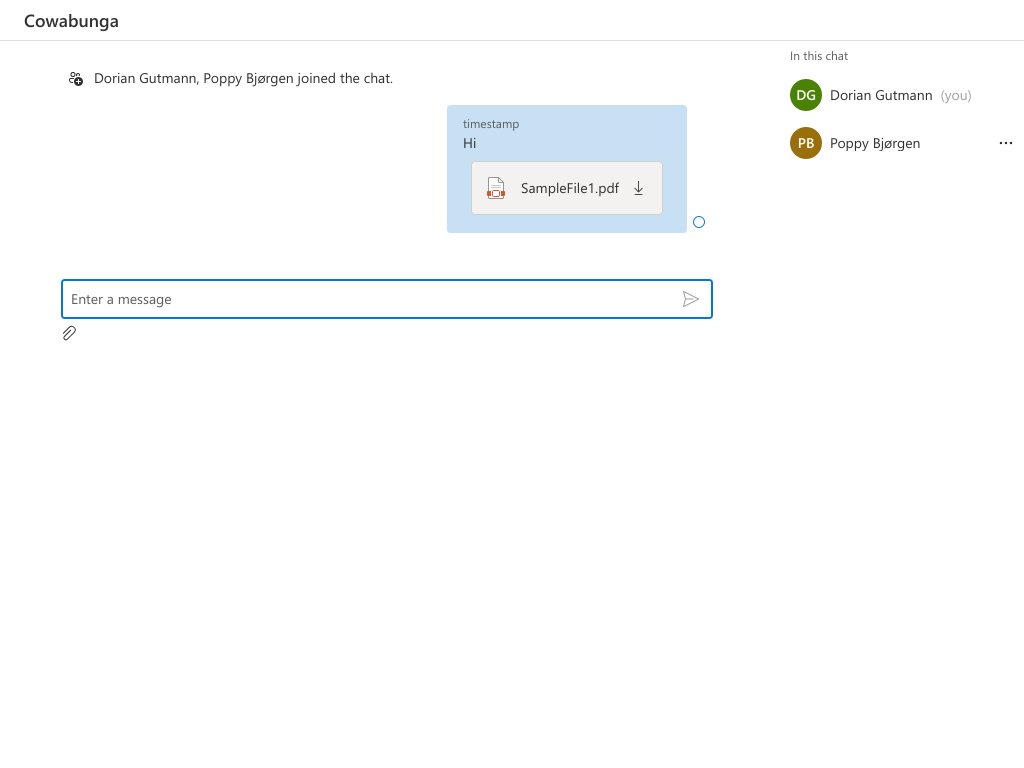 Cowabunga
Dorian Gutmann, Poppy Bjørgen joined the chat.
timestamp
Hi
SampleFile1.pdf
Enter a message
In this chat
DG Dorian Gutmann (you)
PB Poppy Bjørgen